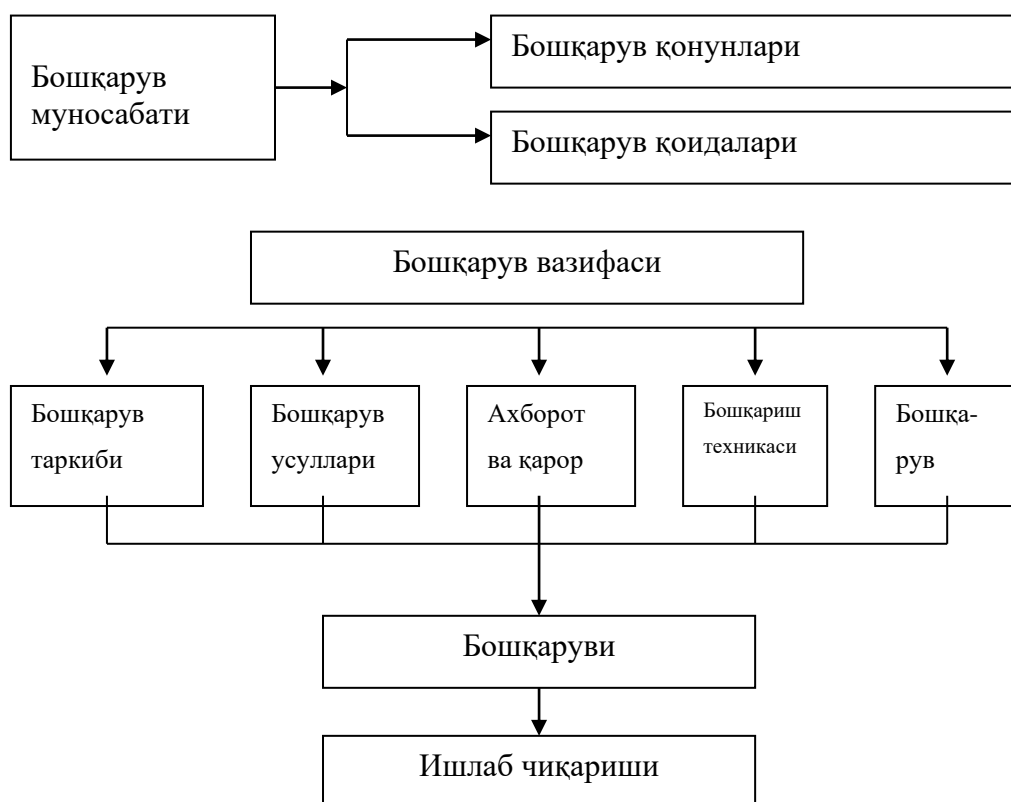 Бошқарув
муносабати
Бошқарув қонунлари
Бошқарув қоидалари
Бошқарув вазифаси
Бошқарув
таркиби
Бошқарув
усуллари
Ахборот
ва қарор
Бошқариш
техникаси
Бошқа-
рув
Бошқаруви
Ишлаб чиқариши